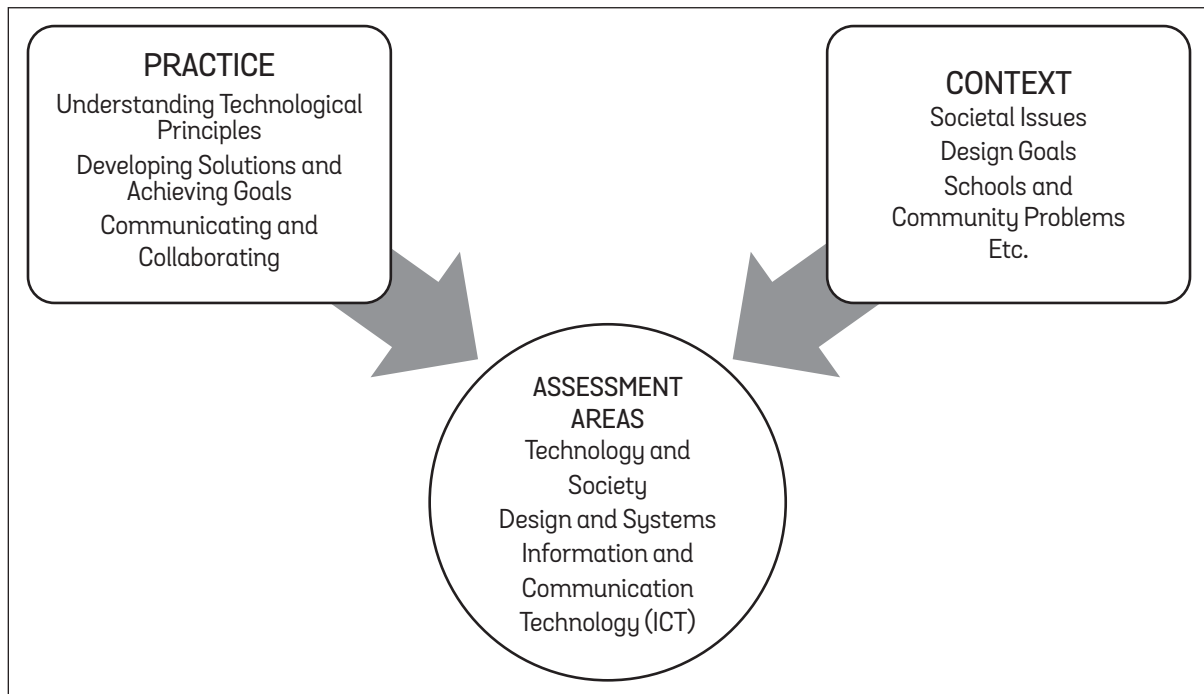 PRACTICE
Understanding Technological
Principles
Developing Solutions and
Achieving Goals
Communicating and
Collaborating
CONTEXT
Societal Issues
Design Goals
Schools and
Community Problems
Etc.
ASSESSMENT
AREAS
Technology and
Society
Design and Systems
Information and
Communication
Technology (ICT)